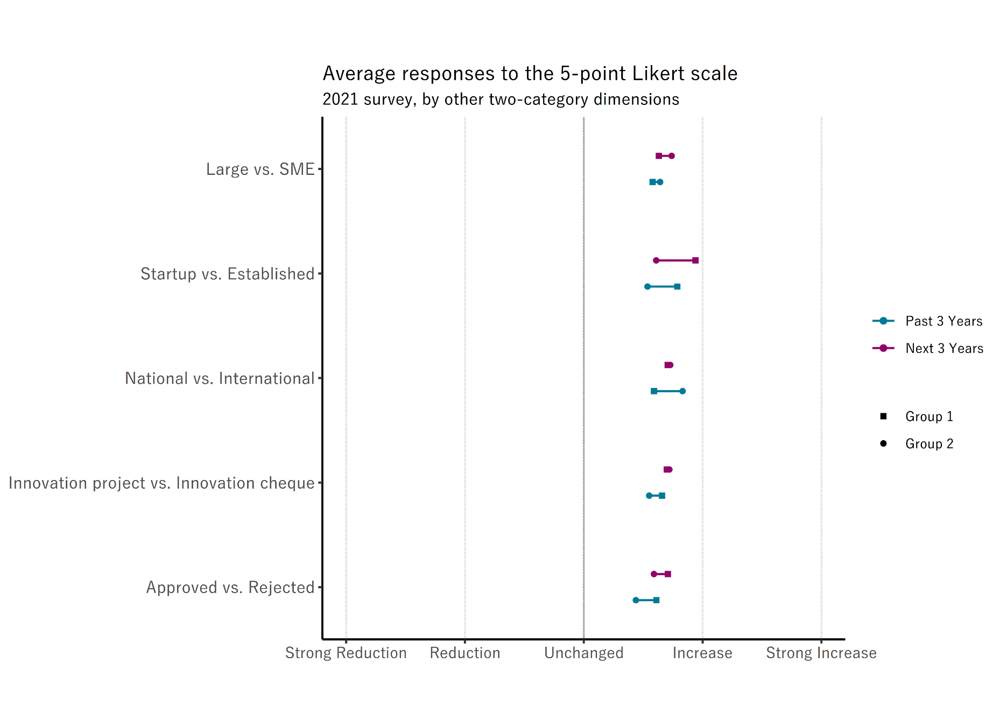 Average responses to the 5-point Likert scale
2021 survey, by other two-category dimensions
Large vs. SME
Startup vs. Established
National vs. International
Innovation project vs. Innovation cheque
Approved vs. Rejected
Strong Reduction
Reduction
Unchanged
Increase
Strong Increase
Past 3 Years
Next 3 Years
Group 1
Group 2